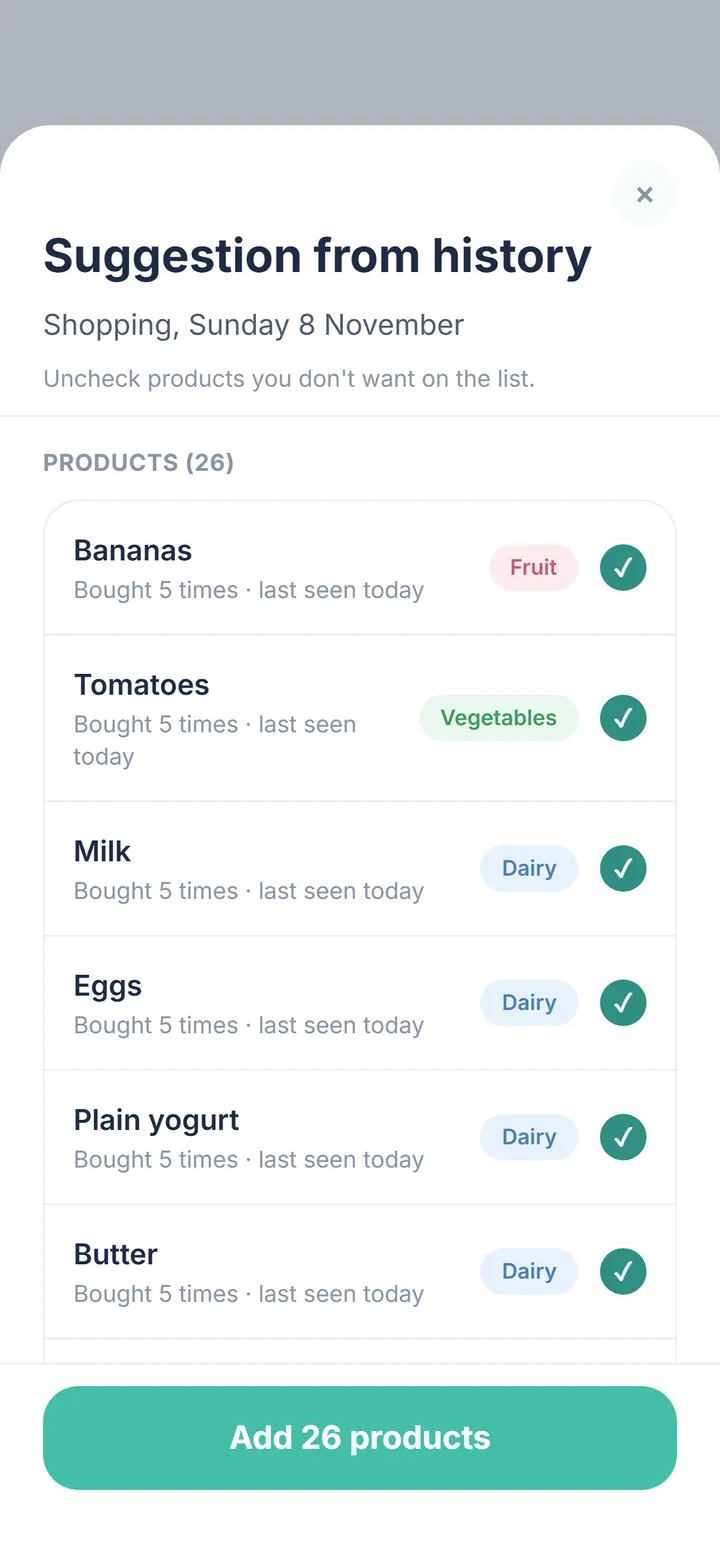 ×
Suggestion from history
Shopping, Sunday 8 November
Uncheck products you don't want on the list.
PRODUCTS (26)
Bananas
Bought 5 times · last seen today
Fruit
✓
Tomatoes
Bought 5 times · last seen
today
Vegetables
✓
Milk
Bought 5 times · last seen today
Dairy
✓
Eggs
Bought 5 times · last seen today
Dairy
✓
Plain yogurt
Bought 5 times · last seen today
Dairy
✓
Butter
Bought 5 times · last seen today
Dairy
✓
Add 26 products